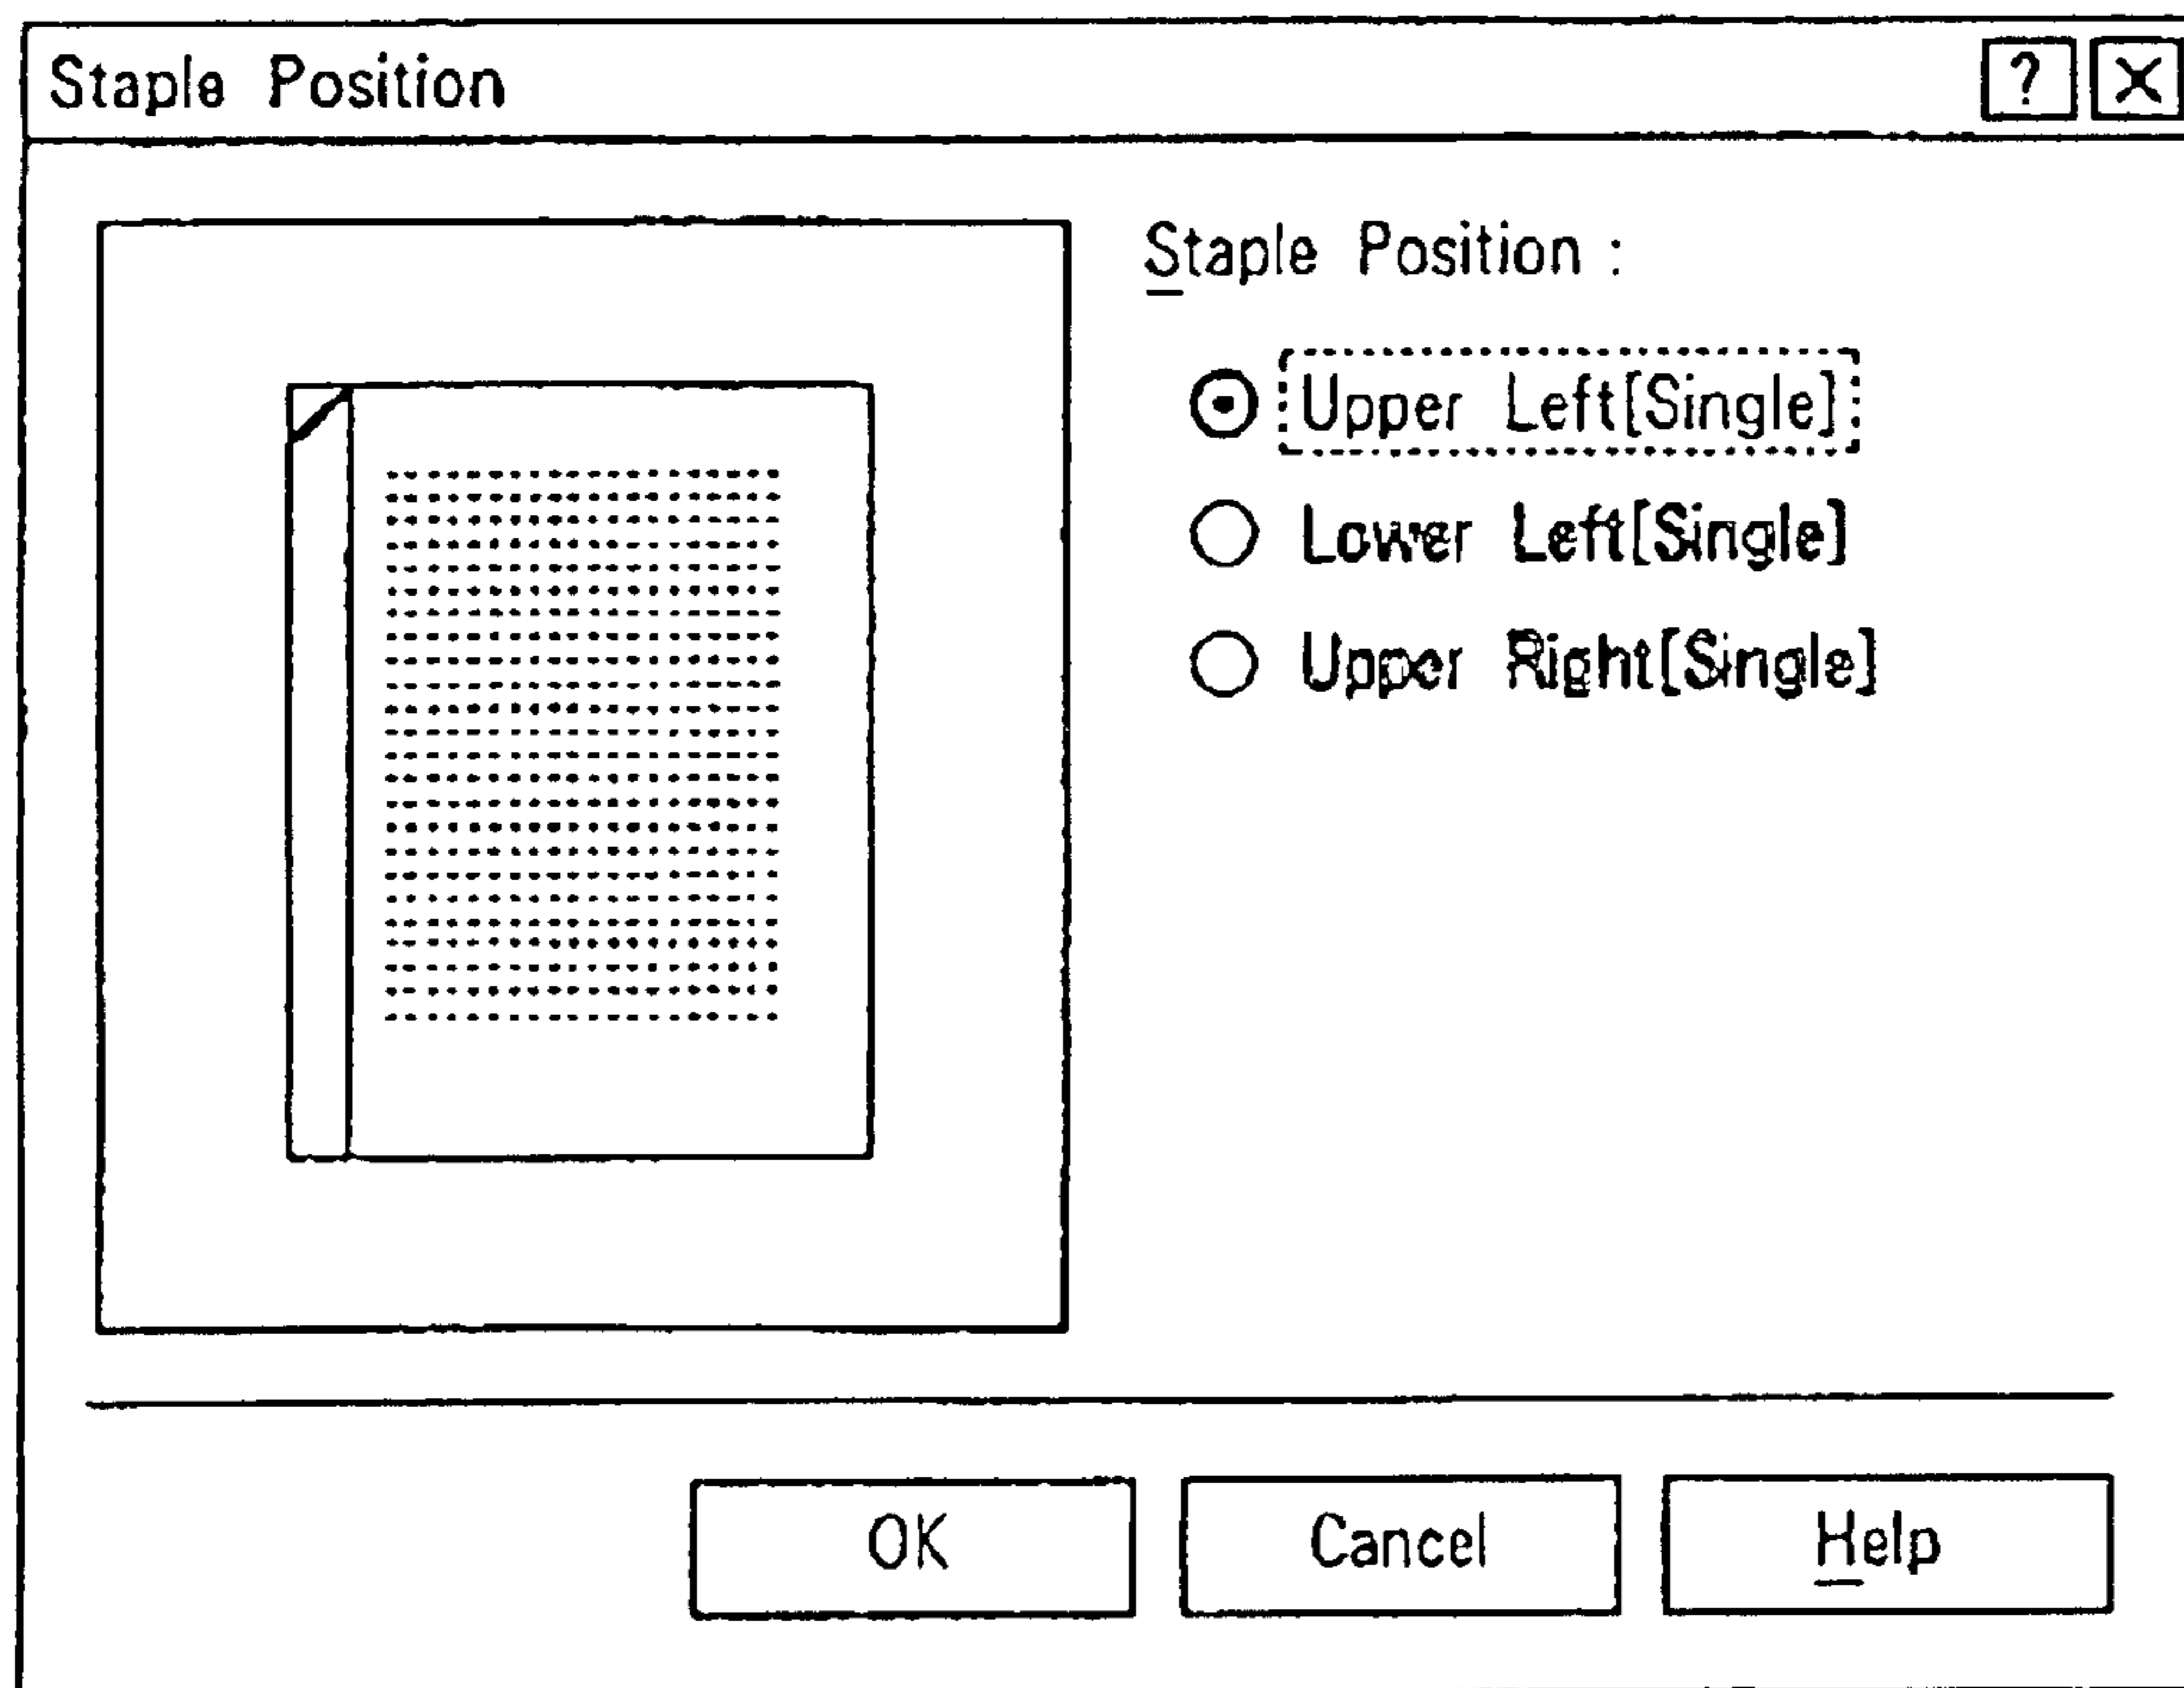 Staple Position ? X
Staple Position :
Upper Left[Single]
Lower Left[Single]
Upper Right[Single]
OK Cancel Help